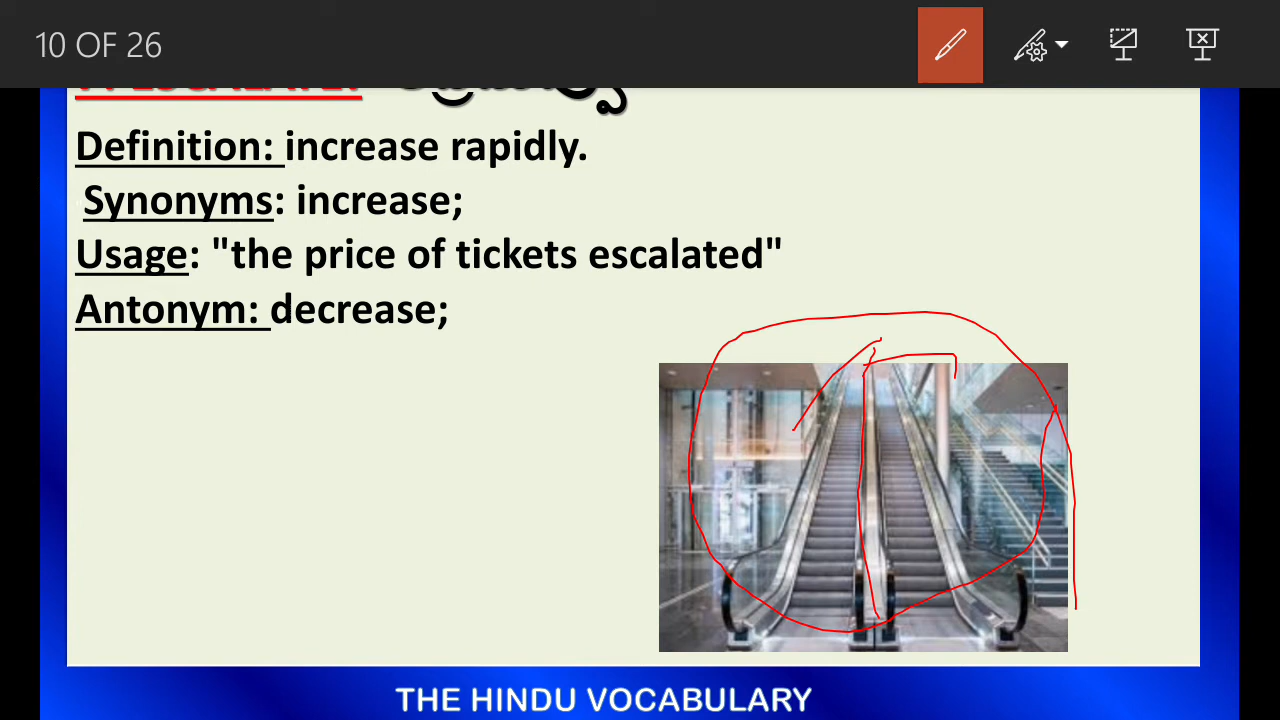 10 OF 26
Definition: increase rapidly.
Synonyms: increase;
Usage: "the price of tickets escalated"
Antonym: decrease;
THE HINDU VOCABULARY